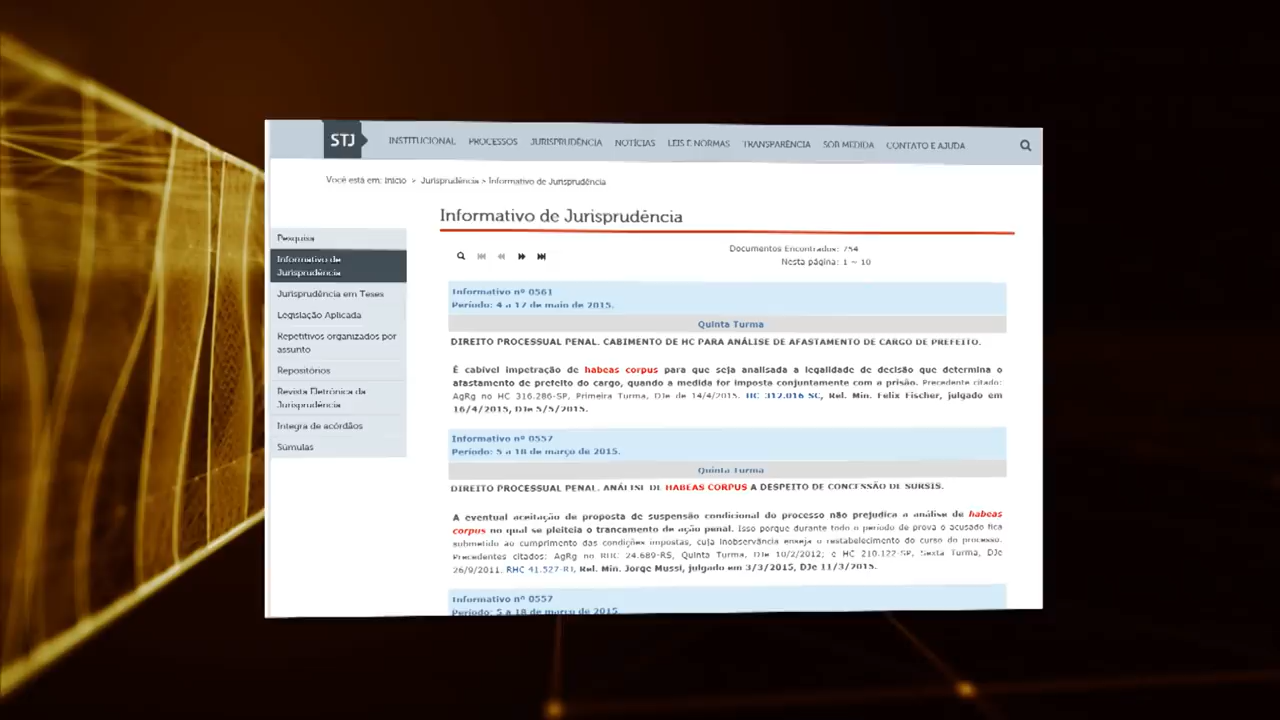 STJ
INSTITUCIONAL PROCESSOS JURISPRUDÊNCIA NOTÍCIAS LEIS E NORMAS TRANSPARÊNCIA SOB MEDIDA CONTATO E AJUDA
Você está em: Início > Jurisprudência > Informativo de Jurisprudência
Informativo de Jurisprudência
Pesquisa
Informativo de
Jurisprudência
Jurisprudência em Teses
Legislação Aplicada
Repetitivos organizados por
assunto
Repositórios
Revista Eletrônica da
Jurisprudência
Íntegra de acórdãos
Súmulas
Documentos Encontrados: 754
Nesta página: 1 ~ 10
Informativo nº 0561
Período: 4 a 17 de maio de 2015.
Quinta Turma
DIREITO PROCESSUAL PENAL. CABIMENTO DE HC PARA ANÁLISE DE AFASTAMENTO DE CARGO DE PREFEITO.
É cabível impetração de habeas corpus para que seja analisada a legalidade de decisão que determina o
afastamento de prefeito do cargo, quando a medida for imposta conjuntamente com a prisão. Precedente citado:
AgRg no HC 316.286-SP, Primeira Turma, DJe de 14/4/2015. HC 312.016-SC, Rel. Min. Felix Fischer, julgado em
16/4/2015, DJe 5/5/2015.
Informativo nº 0557
Período: 5 a 18 de março de 2015.
Quinta Turma
DIREITO PROCESSUAL PENAL. ANÁLISE DE HABEAS CORPUS A DESPEITO DE CONCESSÃO DE SURSIS.
A eventual aceitação de proposta de suspensão condicional do processo não prejudica a análise de habeas
corpus no qual se pleiteia o trancamento de ação penal. Isso porque durante todo o período de prova o acusado fica
submetido ao cumprimento das condições impostas, cuja inobservância enseja o restabelecimento do curso do processo.
Precedentes citados: AgRg no RHC 24.689-RS, Quinta Turma, DJe 10/2/2012; e HC 210.122-SP, Sexta Turma, DJe
26/9/2011. RHC 41.527-RJ, Rel. Min. Jorge Mussi, julgado em 3/3/2015, DJe 11/3/2015.
Informativo nº 0557
Período: 5 a 18 de março de 2015.